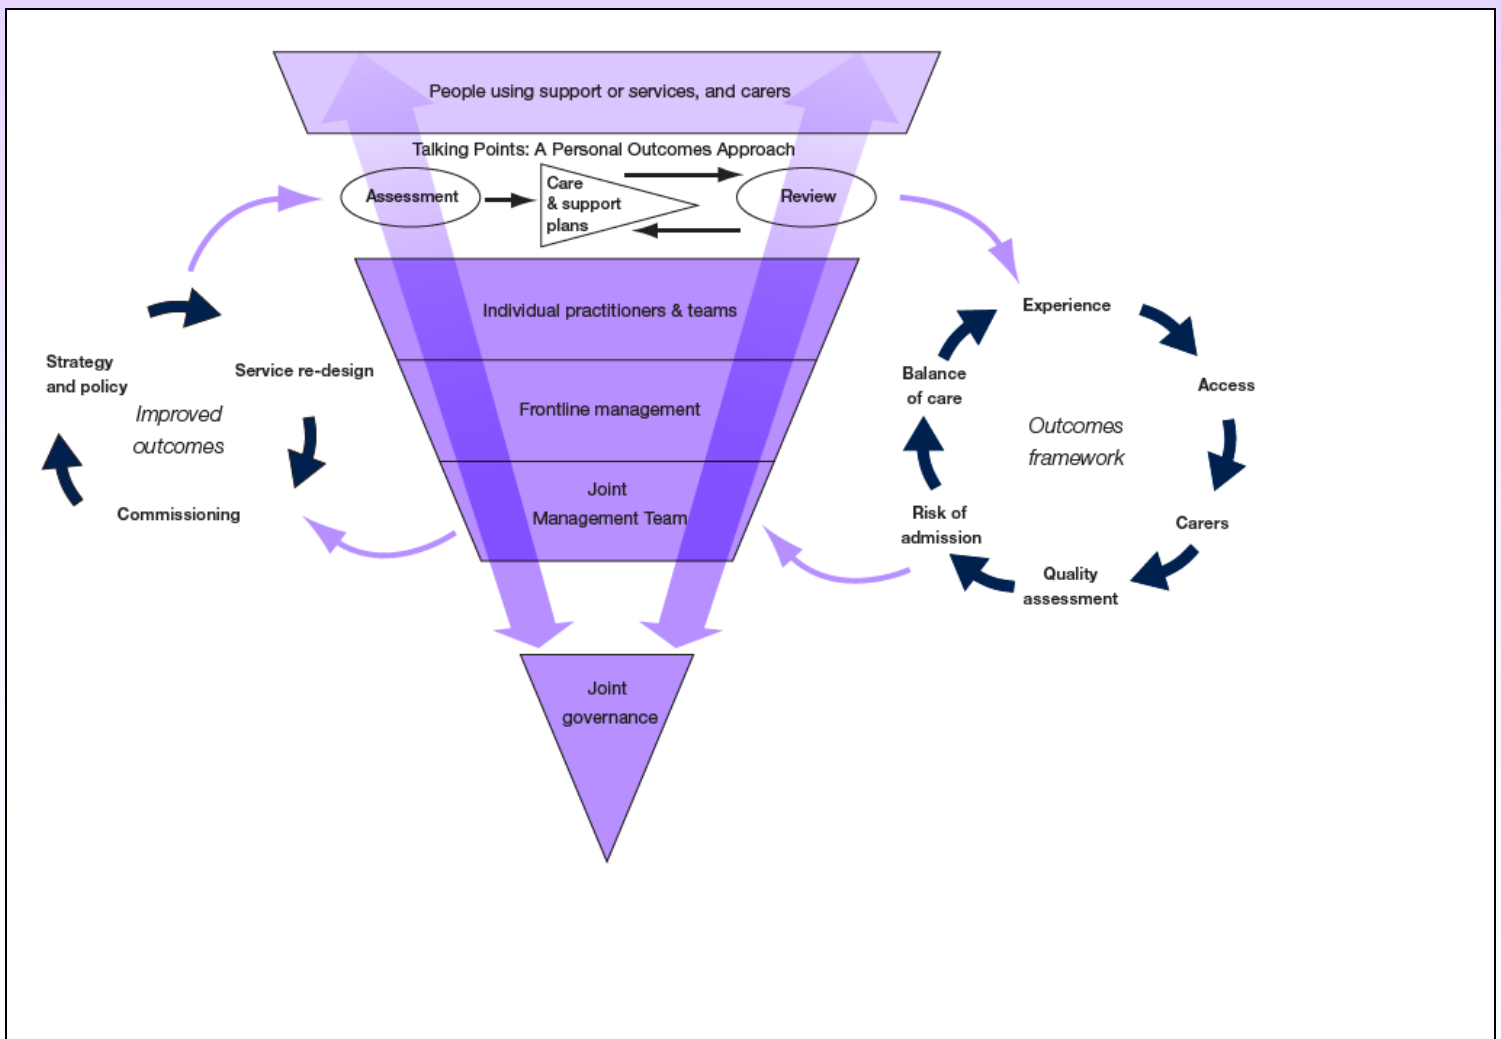 People using support or services, and carers
Talking Points: A Personal Outcomes Approach
Assessment
Care
& support
plans
Review
Individual practitioners & teams
Frontline management
Joint
Management Team
Joint
governance
Strategy
and policy
Service re-design
Improved
outcomes
Commissioning
Experience
Balance
of care
Access
Outcomes
framework
Risk of
admission
Carers
Quality
assessment